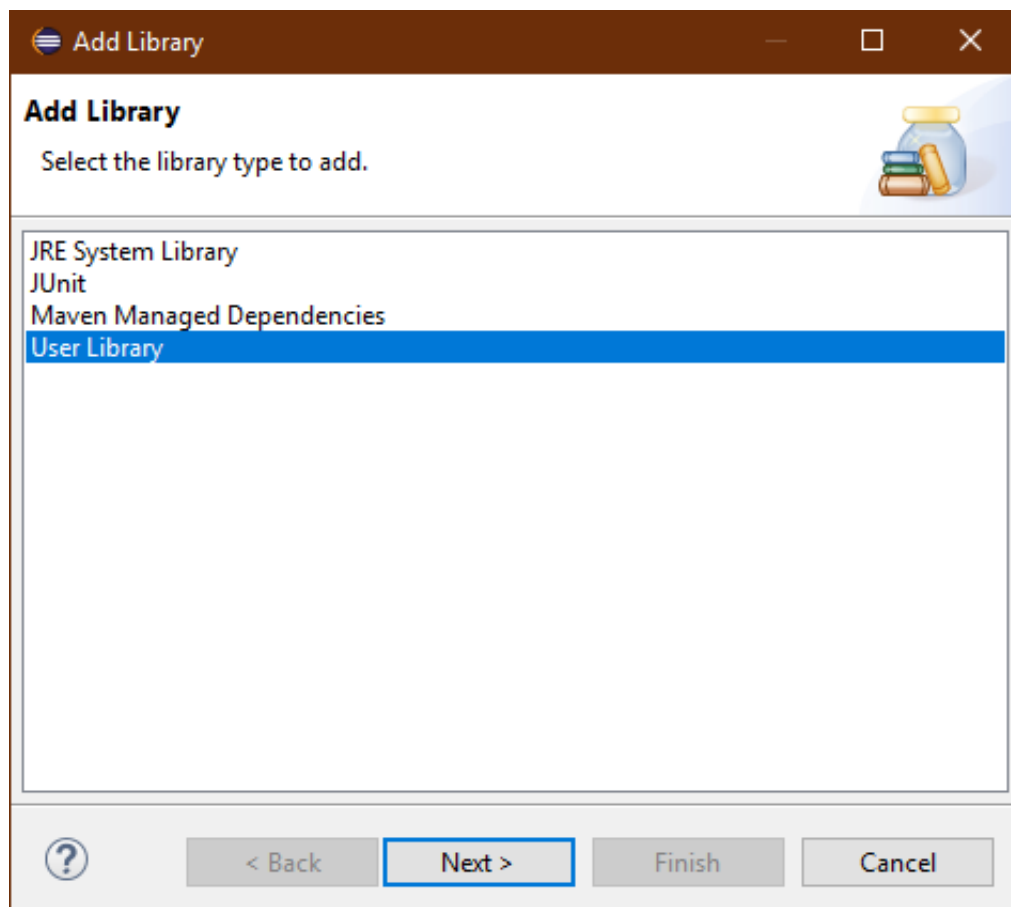 Add Library
Add Library
Select the library type to add.
JRE System Library
JUnit
Maven Managed Dependencies
User Library
?
< Back
Next >
Finish
Cancel